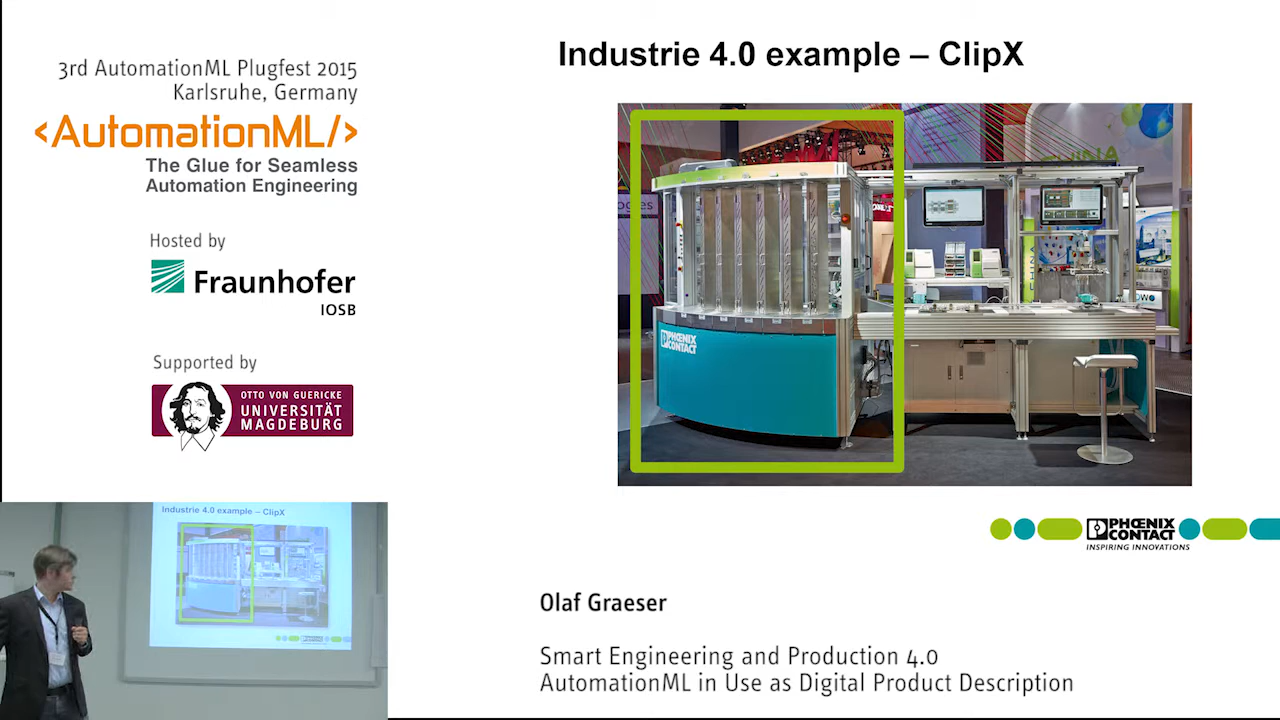 3rd AutomationML Plugfest 2015
Karlsruhe, Germany
<AutomationML/>
The Glue for Seamless
Automation Engineering
Hosted by
Fraunhofer
IOSB
Supported by
OTTO VON GUERICKE
UNIVERSITÄT
MAGDEBURG
Industrie 4.0 example – ClipX
PHŒNIX
CONTACT
PHŒNIX
CONTACT
INSPIRING INNOVATIONS
Industrie 4.0 example – ClipX
Olaf Graeser
Smart Engineering and Production 4.0
AutomationML in Use as Digital Product Description